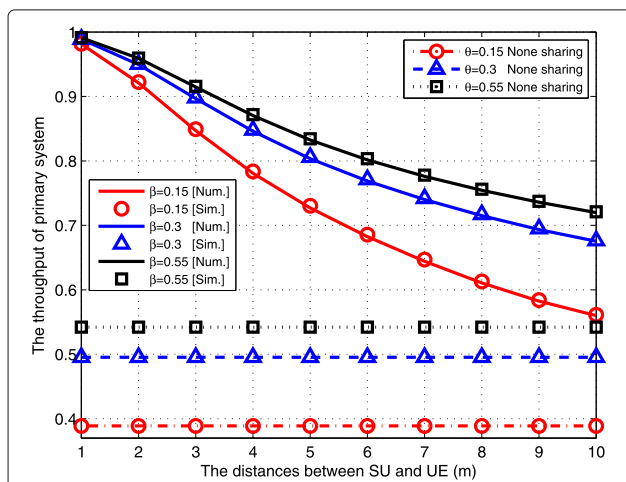 1
0.9
0.8
0.7
0.6
0.5
0.4
The throughput of primary system
θ=0.15 None sharing
θ=0.3 None sharing
θ=0.55 None sharing
β=0.15 [Num.]
β=0.15 [Sim.]
β=0.3 [Num.]
β=0.3 [Sim.]
β=0.55 [Num.]
β=0.55 [Sim.]
1 2 3 4 5 6 7 8 9 10
The distances between SU and UE (m)